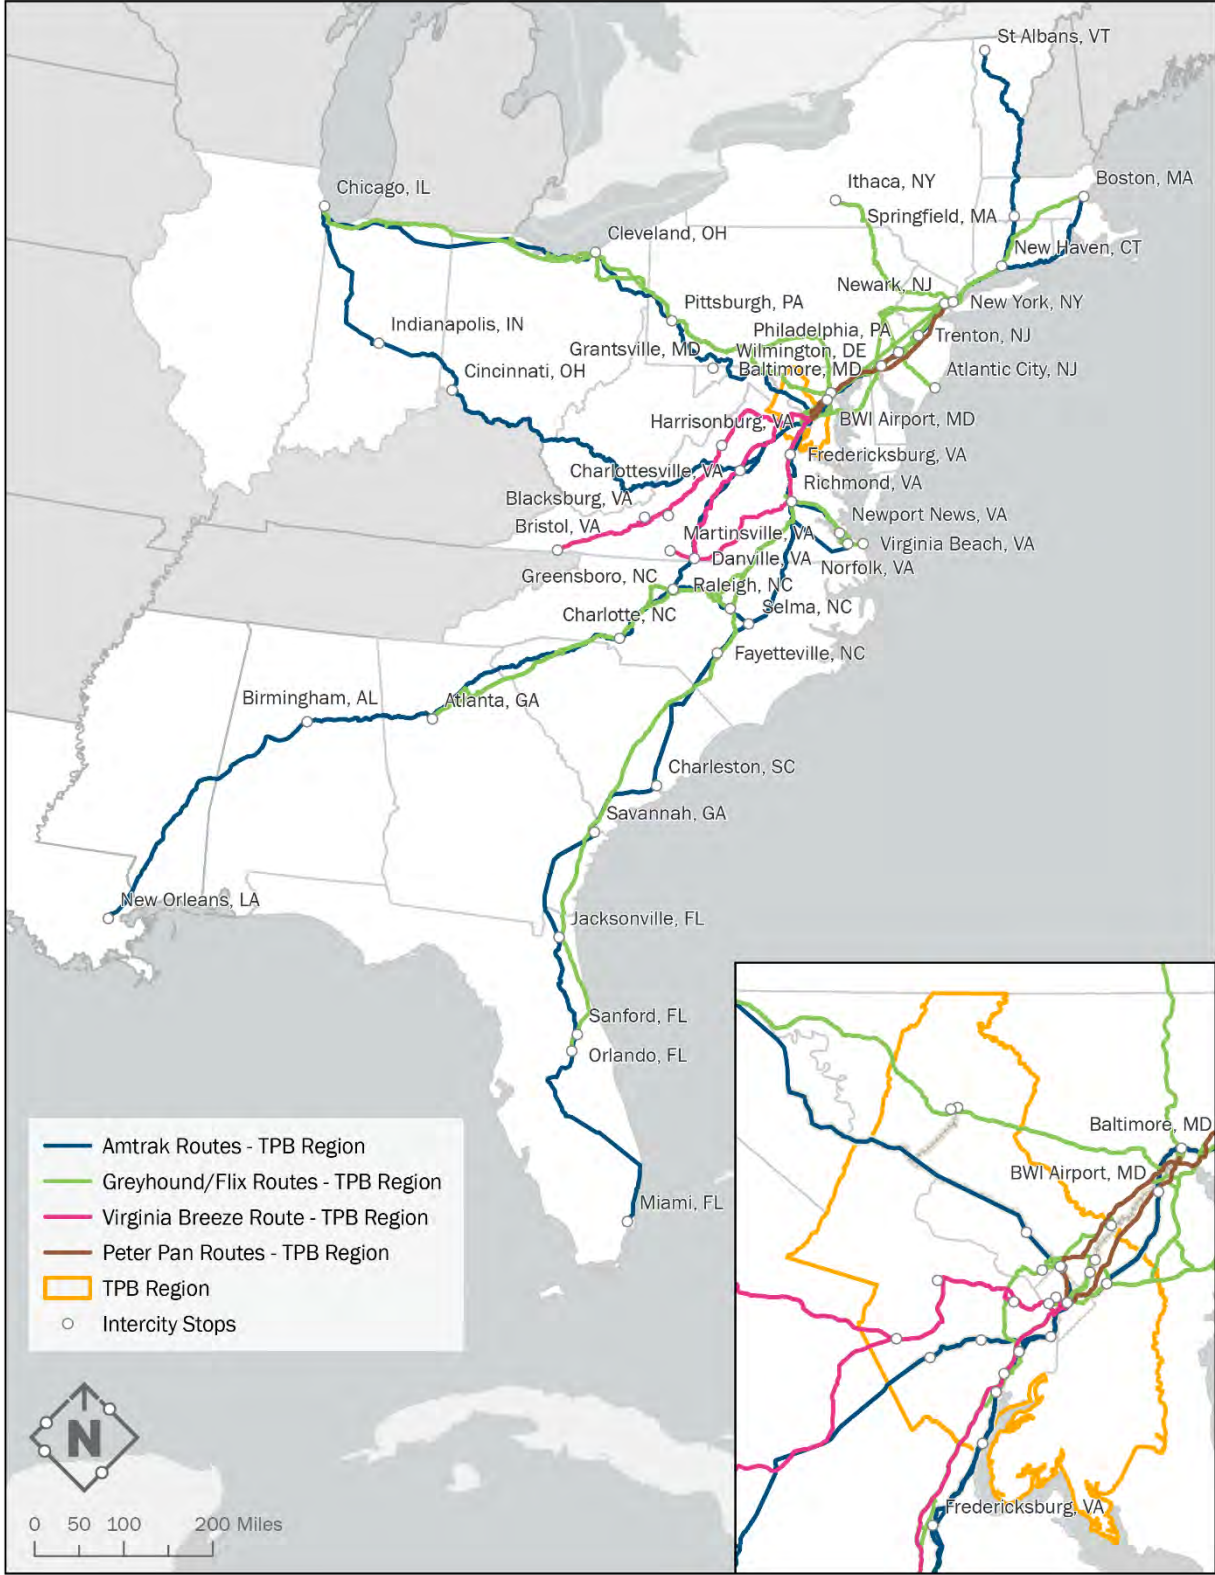 St Albans, VT
Boston, MA
Ithaca, NY
Chicago, IL
Springfield, MA
Cleveland, OH
New Haven, CT
Newark, NJ
New York, NY
Pittsburgh, PA
Indianapolis, IN
Philadelphia, PA
Trenton, NJ
Grantsville, MD
Wilmington, DE
Cincinnati, OH
Baltimore, MD
Atlantic City, NJ
Harrisonburg, VA
BWI Airport, MD
Fredericksburg, VA
Charlottesville, VA
Richmond, VA
Blacksburg, VA
Newport News, VA
Bristol, VA
Martinsville, VA
Virginia Beach, VA
Danville, VA
Norfolk, VA
Greensboro, NC
Raleigh, NC
Charlotte, NC
Selma, NC
Fayetteville, NC
Birmingham, AL
Atlanta, GA
Charleston, SC
Savannah, GA
New Orleans, LA
Jacksonville, FL
Sanford, FL
Orlando, FL
Miami, FL
Baltimore, MD
BWI Airport, MD
Fredericksburg, VA
Amtrak Routes - TPB Region
Greyhound/Flix Routes - TPB Region
Virginia Breeze Route - TPB Region
Peter Pan Routes - TPB Region
TPB Region
Intercity Stops
N
0 50 100 200 Miles